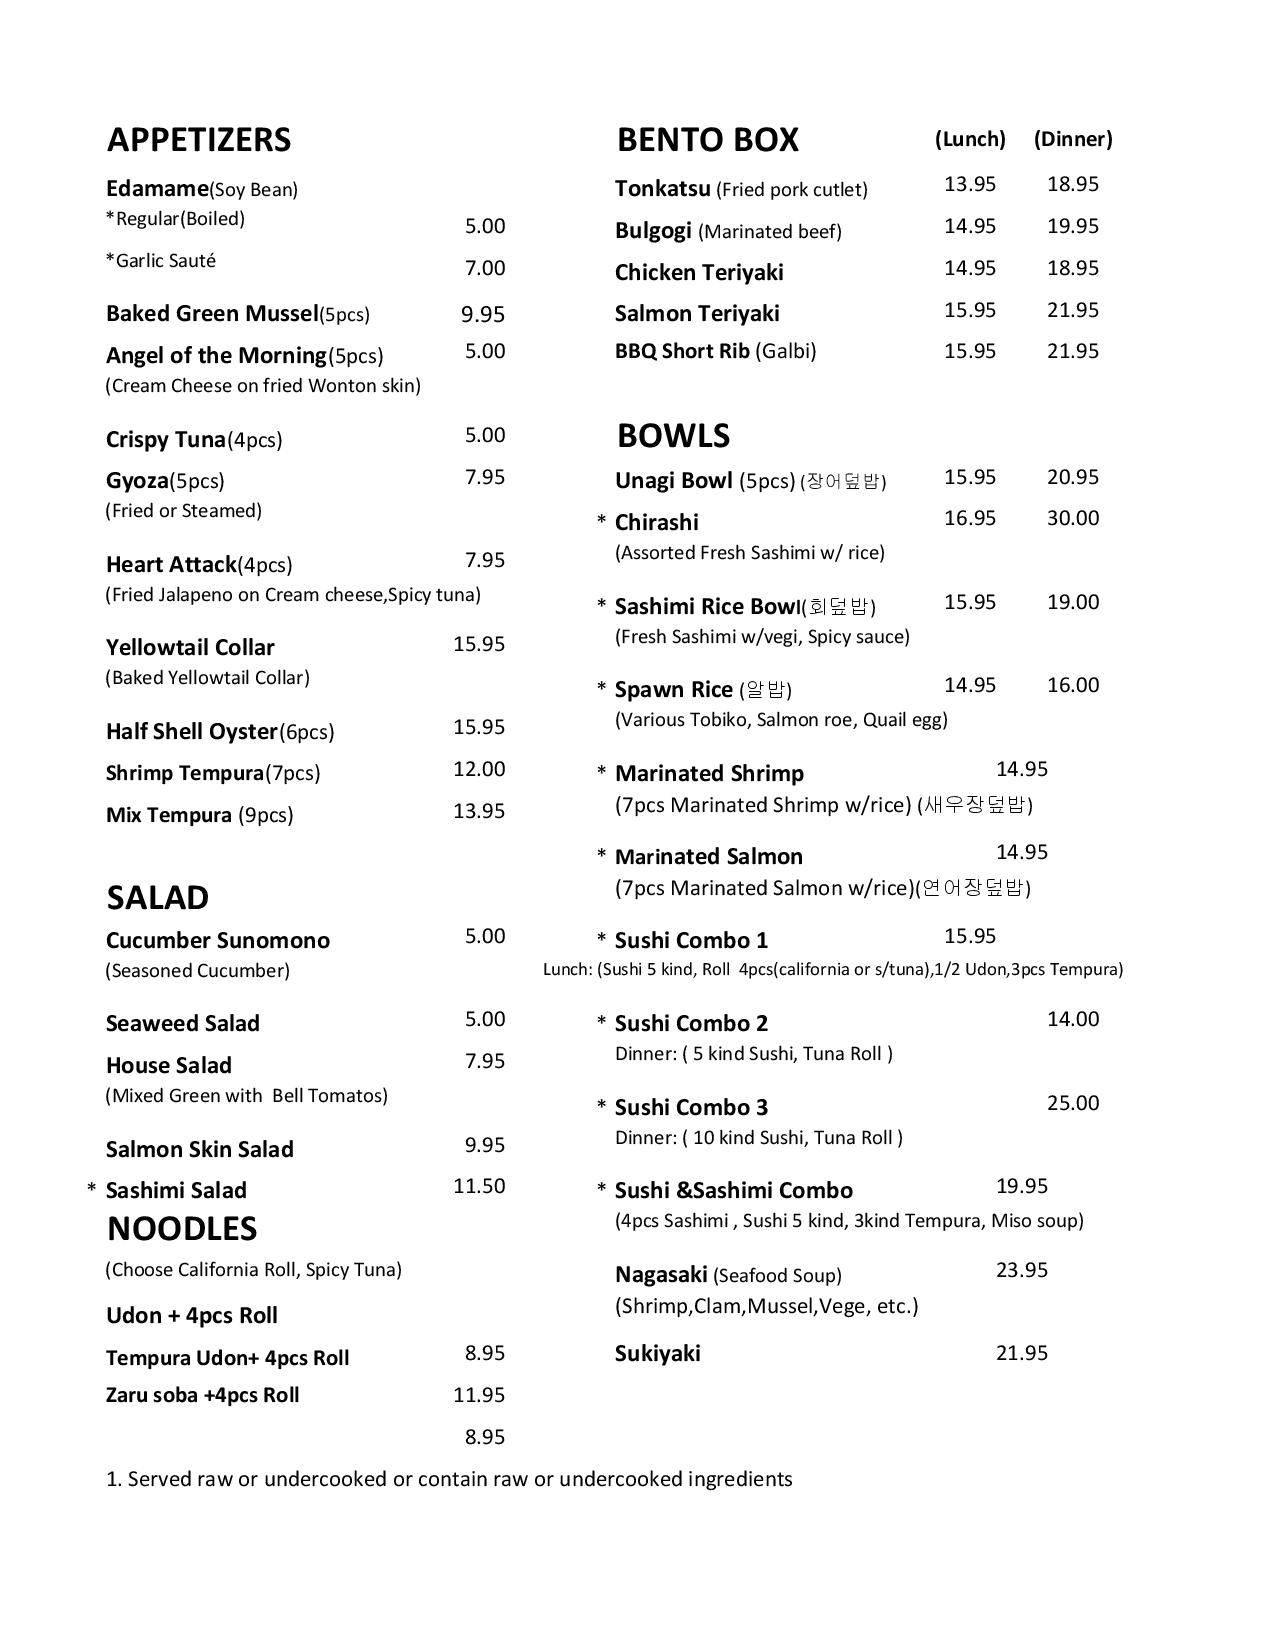 APPETIZERS
Edamame(Soy Bean)
*Regular(Boiled) 5.00
*Garlic Sauté 7.00
Baked Green Mussel(5pcs) 9.95
Angel of the Morning(5pcs) 5.00
(Cream Cheese on fried Wonton skin)
Crispy Tuna(4pcs) 5.00
Gyoza(5pcs) 7.95
(Fried or Steamed)
Heart Attack(4pcs) 7.95
(Fried Jalapeno on Cream cheese,Spicy tuna)
Yellowtail Collar 15.95
(Baked Yellowtail Collar)
Half Shell Oyster(6pcs) 15.95
Shrimp Tempura(7pcs) 12.00
Mix Tempura (9pcs) 13.95
SALAD
Cucumber Sunomono 5.00
(Seasoned Cucumber)
Seaweed Salad 5.00
House Salad 7.95
(Mixed Green with Bell Tomatos)
Salmon Skin Salad 9.95
* Sashimi Salad 11.50
NOODLES
(Choose California Roll, Spicy Tuna)
Udon + 4pcs Roll
Tempura Udon+ 4pcs Roll 8.95
Zaru soba +4pcs Roll 11.95
8.95
BENTO BOX (Lunch) (Dinner)
Tonkatsu (Fried pork cutlet) 13.95 18.95
Bulgogi (Marinated beef) 14.95 19.95
Chicken Teriyaki 14.95 18.95
Salmon Teriyaki 15.95 21.95
BBQ Short Rib (Galbi) 15.95 21.95
BOWLS
Unagi Bowl (5pcs) (장어덮밥) 15.95 20.95
* Chirashi 16.95 30.00
(Assorted Fresh Sashimi w/ rice)
* Sashimi Rice Bowl(회덮밥) 15.95 19.00
(Fresh Sashimi w/vegi, Spicy sauce)
* Spawn Rice (알밥) 14.95 16.00
(Various Tobiko, Salmon roe, Quail egg)
* Marinated Shrimp 14.95
(7pcs Marinated Shrimp w/rice) (새우장덮밥)
* Marinated Salmon 14.95
(7pcs Marinated Salmon w/rice)(연어장덮밥)
* Sushi Combo 1 15.95
Lunch: (Sushi 5 kind, Roll 4pcs(california or s/tuna),1/2 Udon,3pcs Tempura)
* Sushi Combo 2 14.00
Dinner: ( 5 kind Sushi, Tuna Roll )
* Sushi Combo 3 25.00
Dinner: ( 10 kind Sushi, Tuna Roll )
* Sushi &Sashimi Combo 19.95
(4pcs Sashimi , Sushi 5 kind, 3kind Tempura, Miso soup)
Nagasaki (Seafood Soup) 23.95
(Shrimp,Clam,Mussel,Vege, etc.)
Sukiyaki 21.95
1. Served raw or undercooked or contain raw or undercooked ingredients